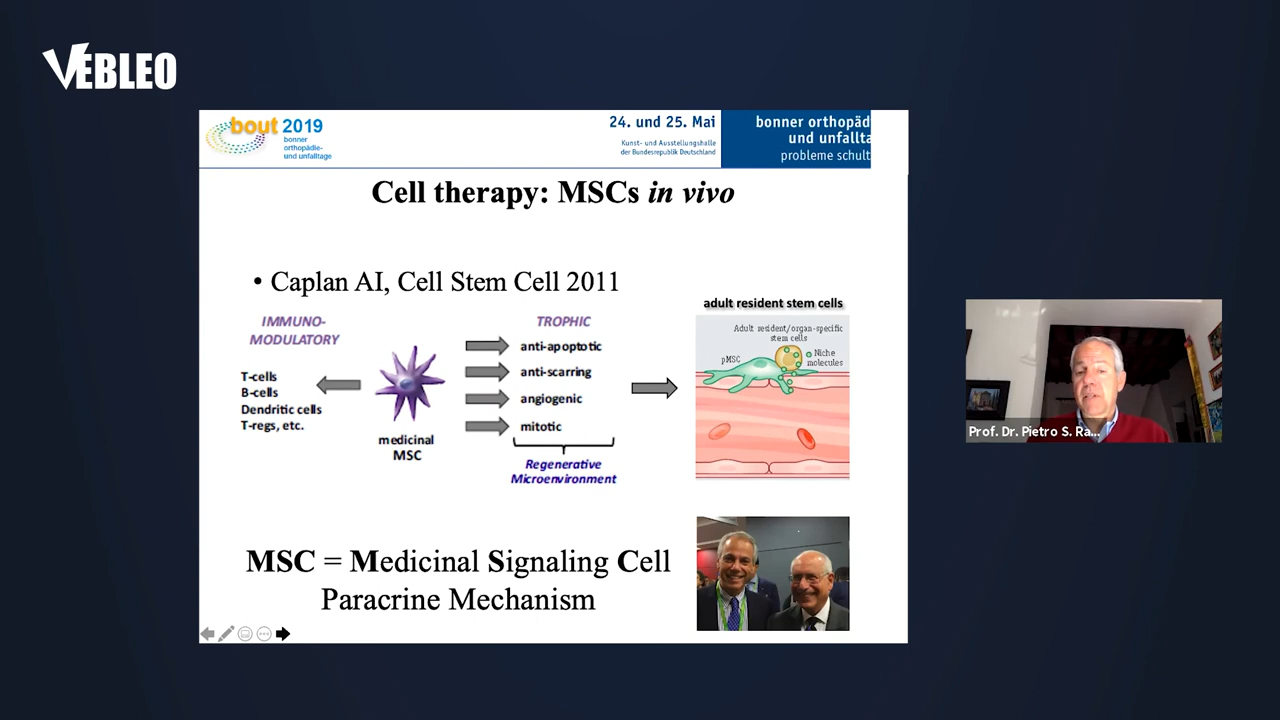 VEBLEO
bout 2019
bonner
orthopädie-
und unfalltage
24. und 25. Mai
Kunst- und Ausstellungshalle
der Bundesrepublik Deutschland
bonner orthopäd
und unfallta
probleme schult
Cell therapy: MSCs in vivo
• Caplan AI, Cell Stem Cell 2011
IMMUNO-
MODULATORY
T-cells
B-cells
Dendritic cells
T-regs, etc.
medicinal
MSC
TROPHIC
anti-apoptotic
anti-scarring
angiogenic
mitotic
Regenerative
Microenvironment
adult resident stem cells
Adult resident/organ-specific
stem cells
pMSC
Niche
molecules
MSC = Medicinal Signaling Cell
Paracrine Mechanism
Prof. Dr. Pietro S. Ra...